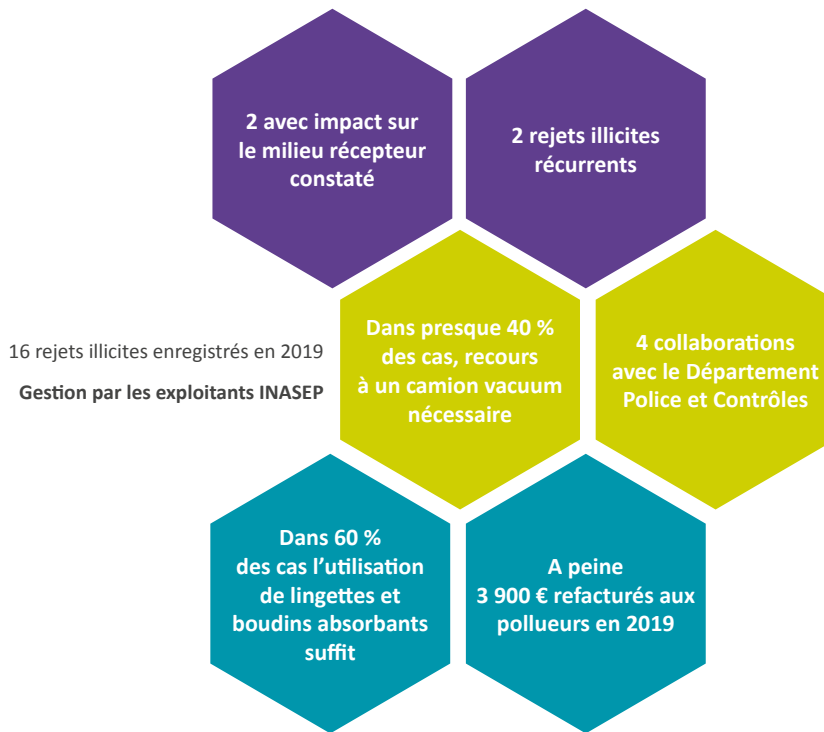 2 avec impact sur
le milieu récepteur
constaté
2 rejets illicites
récurrents
16 rejets illicites enregistrés en 2019
Gestion par les exploitants INASEP
Dans presque 40 %
des cas, recours
à un camion vacuum
nécessaire
4 collaborations
avec le Département
Police et Contrôles
Dans 60 %
des cas l’utilisation
de lingettes et
boudins absorbants
suffit
A peine
3 900 € refacturés aux
pollueurs en 2019